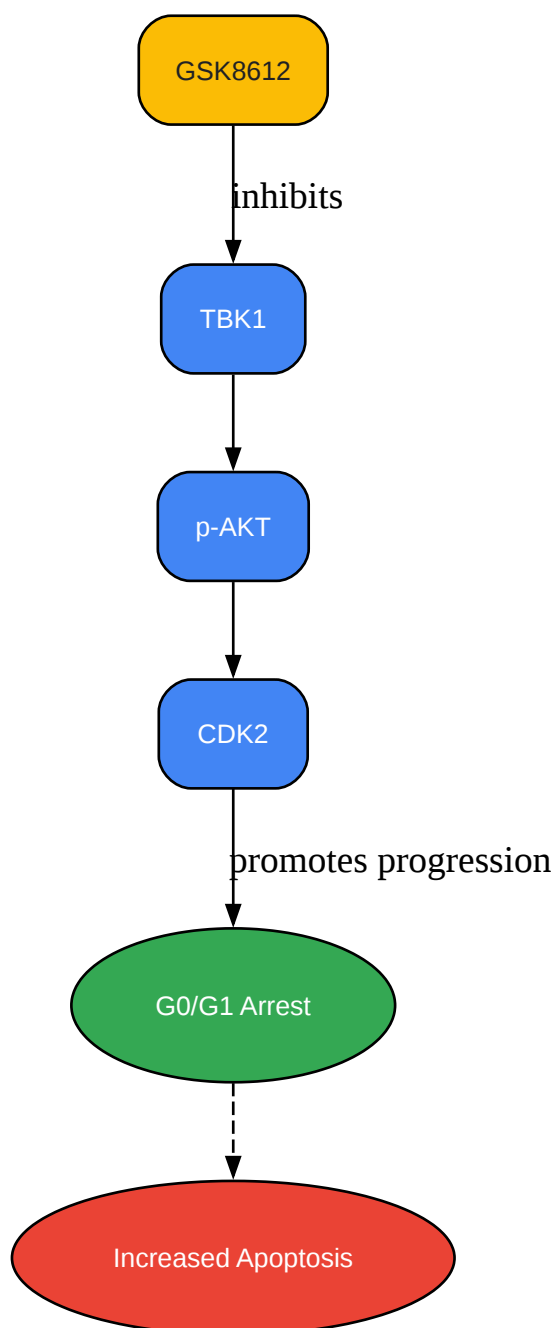 GSK8612
inhibits
TBK1
p-AKT
CDK2
promotes progression
G0/G1 Arrest
Increased Apoptosis